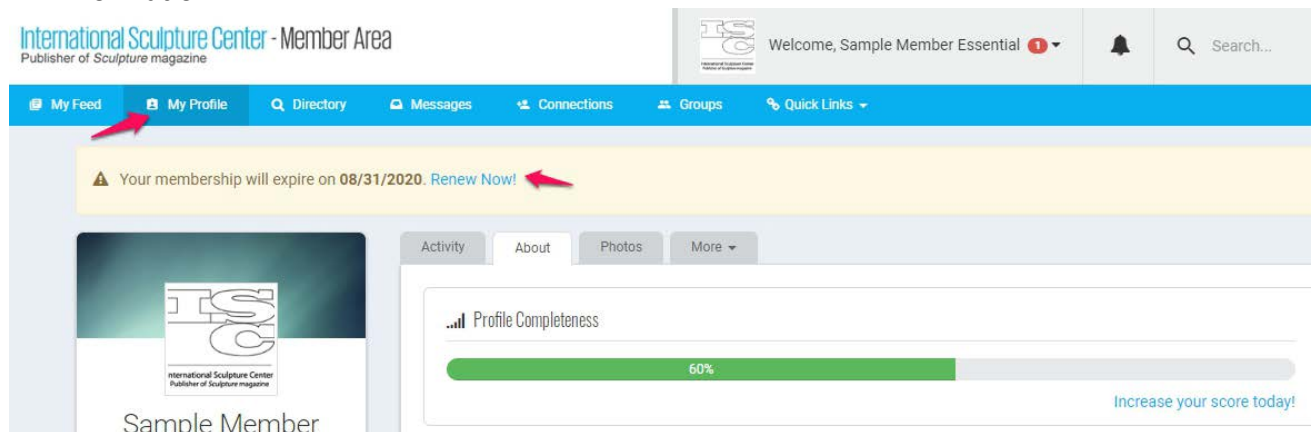 International Sculpture Center - Member Area
Publisher of Sculpture magazine
Welcome, Sample Member Essential 1
Search...
My Feed My Profile Directory Messages Connections Groups Quick Links
Your membership will expire on 08/31/2020. Renew Now!
Activity About Photos More
ISC
International Sculpture Center
Publisher of Sculpture magazine
Sample Member
Profile Completeness
60%
Increase your score today!